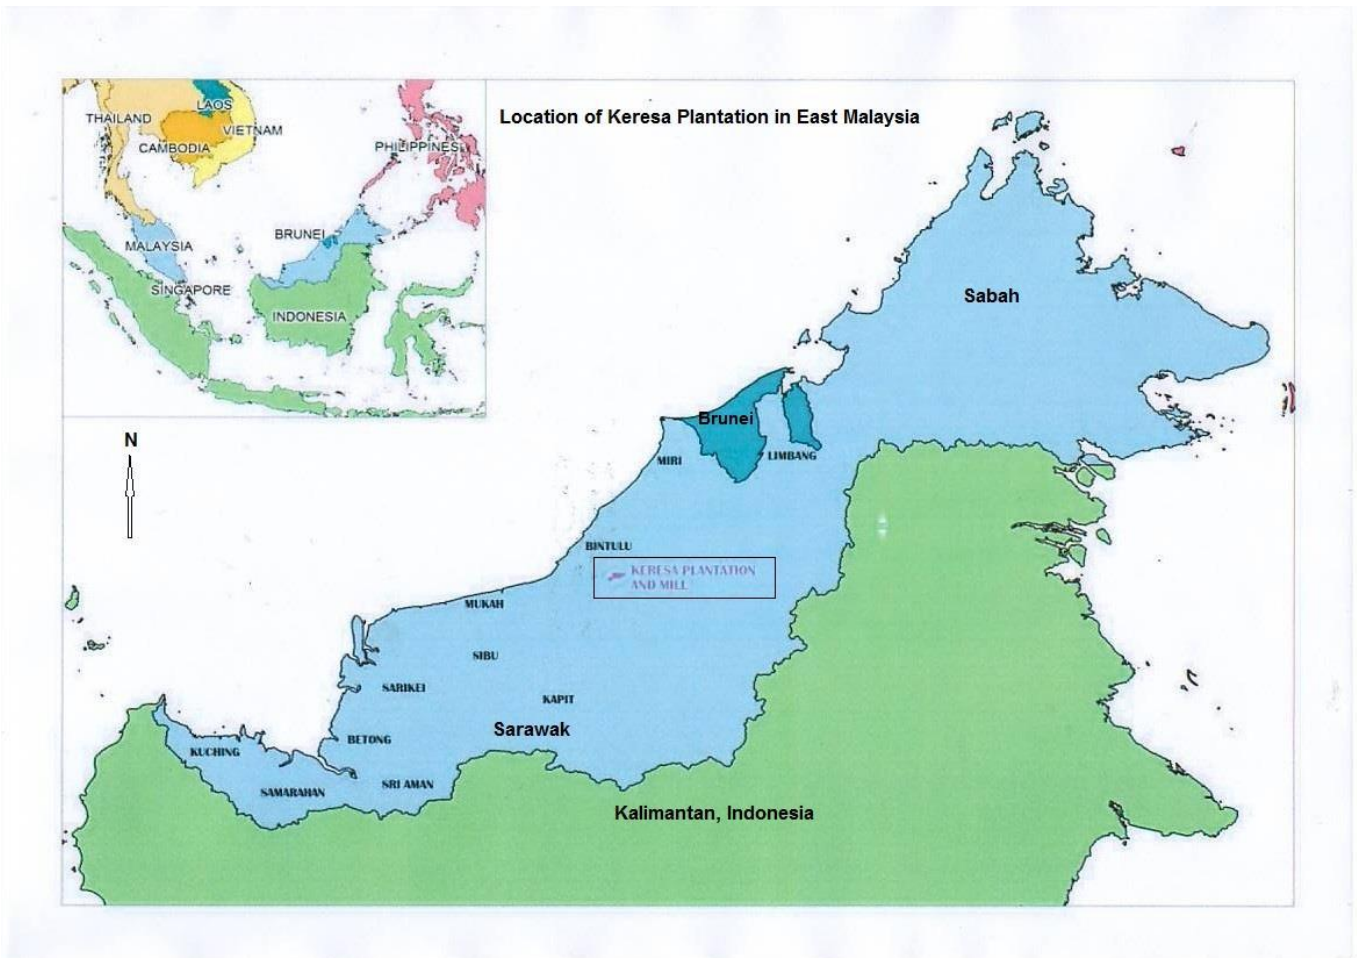 Location of Keresa Plantation in East Malaysia
LAOS
THAILAND
VIETNAM
CAMBODIA
PHILIPPINES
BRUNEI
MALAYSIA
SINGAPORE
INDONESIA
Sabah
Brunei
N
MIRI
LIMBANG
BINTULU
KERESA PLANTATION
AND MILL
MUKAH
SIBU
SARIKEI
KAPIT
Sarawak
BETONG
KUCHING
SRI AMAN
SAMARAHAN
Kalimantan, Indonesia